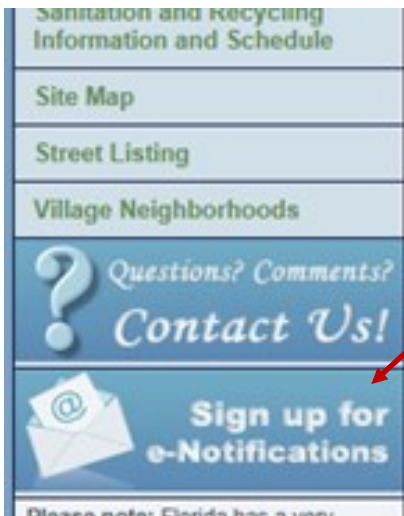 Sanitation and Recycling
Information and Schedule
Site Map
Street Listing
Village Neighborhoods
Questions? Comments?
Contact Us!
@
Sign up for
e-Notifications
Please note: Florida has a very